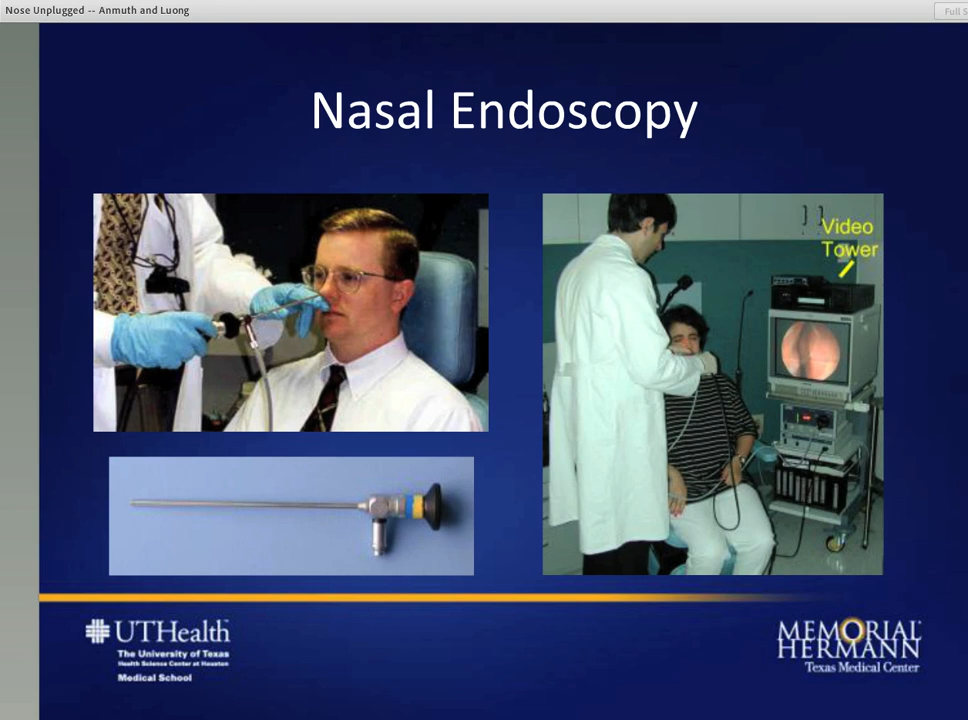 Nose Unplugged -- Anmuth and Luong
Full S
Nasal Endoscopy
Video
Tower
UTHealth
The University of Texas
Health Science Center at Houston
Medical School
MEMORIAL
HERMANN
Texas Medical Center